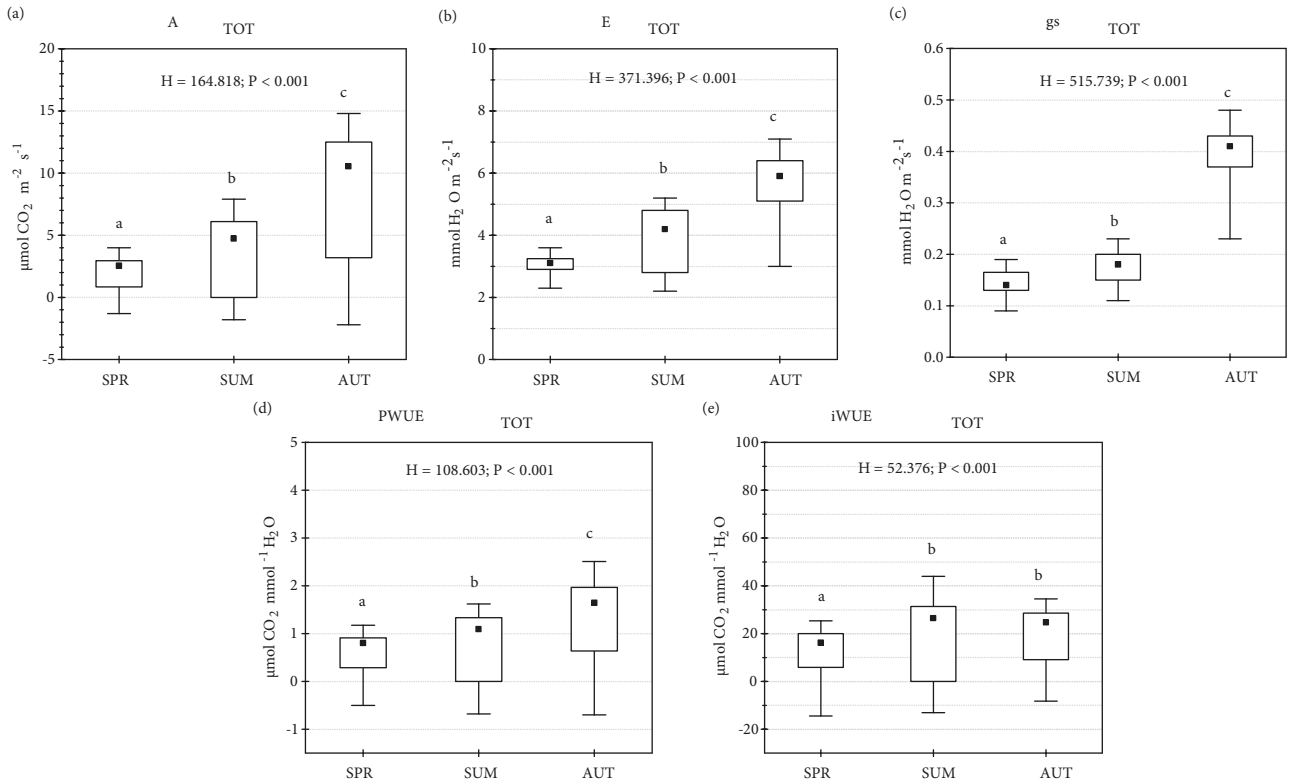 (a)
A TOT
20
15
10
5
0
-5
µmol CO2 m-2 s-1
H = 164.818; P < 0.001
a
b
c
SPR SUM AUT
(b)
E TOT
10
8
6
4
2
0
mmol H2O m-2s-1
H = 371.396; P < 0.001
a
b
c
SPR SUM AUT
(c)
gs TOT
0.6
0.5
0.4
0.3
0.2
0.1
0.0
mmol H2O m-2s-1
H = 515.739; P < 0.001
a
b
c
SPR SUM AUT
(d)
PWUE TOT
5
4
3
2
1
0
-1
µmol CO2 mmol -1 H2O
H = 108.603; P < 0.001
a
b
c
SPR SUM AUT
(e)
iWUE TOT
100
80
60
40
20
0
-20
µmol CO2 mmol -1 H2O
H = 52.376; P < 0.001
a
b
b
SPR SUM AUT